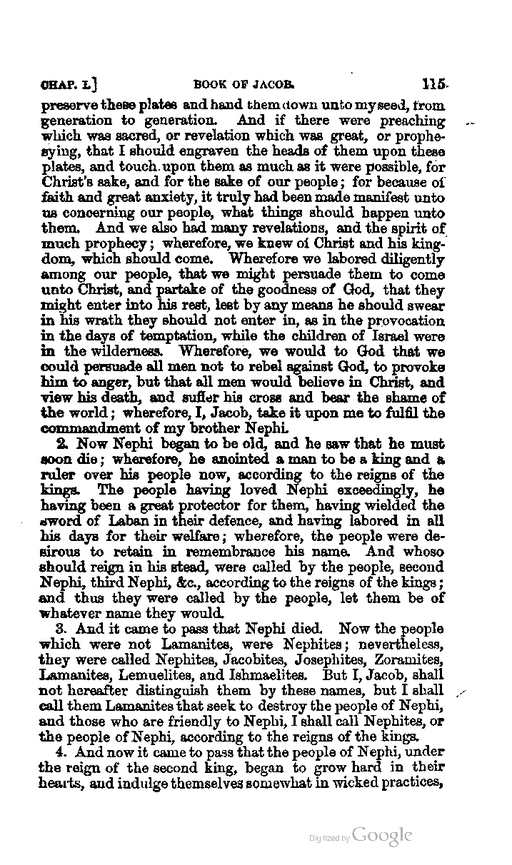 CHAP. I.] BOOK OF JACOB. 115
preserve these plates and hand them down unto my seed, from
generation to generation. And if there were preaching
which was sacred, or revelation which was great, or prophe-
sying, that I should engraven the heads of them upon these
plates, and touch upon them as much as it were possible, for
Christ's sake, and for the sake of our people; for because of
faith and great anxiety, it truly had been made manifest unto
us concerning our people, what things should happen unto
them. And we also had many revelations, and the spirit of
much prophecy; wherefore, we knew of Christ and his king-
dom, which should come. Wherefore we labored diligently
among our people, that we might persuade them to come
unto Christ, and partake of the goodness of God, that they
might enter into his rest, lest by any means he should swear
in his wrath they should not enter in, as in the provocation
in the days of temptation, while the children of Israel were
in the wilderness. Wherefore, we would to God that we
could persuade all men not to rebel against God, to provoke
him to anger, but that all men would believe in Christ, and
view his death, and suffer his cross and bear the shame of
the world; wherefore, I, Jacob, take it upon me to fulfil the
commandment of my brother Nephi.
2. Now Nephi began to be old, and he saw that he must
soon die; wherefore, he anointed a man to be a king and a
ruler over his people now, according to the reigns of the
kings. The people having loved Nephi exceedingly, he
having been a great protector for them, having wielded the
sword of Laban in their defence, and having labored in all
his days for their welfare; wherefore, the people were de-
sirous to retain in remembrance his name. And whoso
should reign in his stead, were called by the people, second
Nephi, third Nephi, &c., according to the reigns of the kings;
and thus they were called by the people, let them be of
whatever name they would.
3. And it came to pass that Nephi died. Now the people
which were not Lamanites, were Nephites; nevertheless,
they were called Nephites, Jacobites, Josephites, Zoramites,
Lamanites, Lemuelites, and Ishmaelites. But I, Jacob, shall
not hereafter distinguish them by these names, but I shall
call them Lamanites that seek to destroy the people of Nephi,
and those who are friendly to Nephi, I shall call Nephites, or
the people of Nephi, according to the reigns of the kings.
4. And now it came to pass that the people of Nephi, under
the reign of the second king, began to grow hard in their
hearts, and indulge themselves somewhat in wicked practices,
Digitized by Google